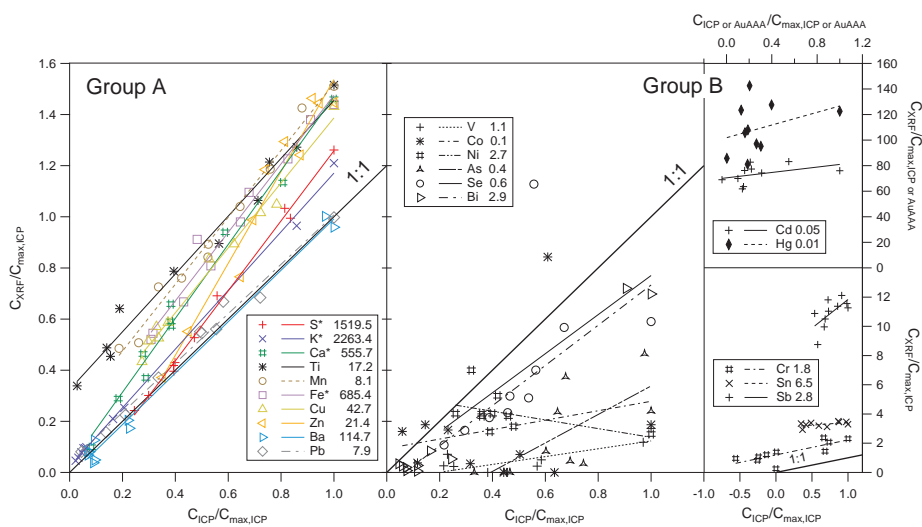 C_ICP or AuAAA/C_max,ICP or AuAAA
0.0 0.4 0.8 1.2
Group A
Group B
1.6
1.4
1.2
1.0
0.8
0.6
0.4
0.2
0.0
C_XRF/C_max,ICP
1:1
S* 1519.5
K* 2263.4
Ca* 555.7
Ti 17.2
Mn 8.1
Fe* 685.4
Cu 42.7
Zn 21.4
Ba 114.7
Pb 7.9
0.0 0.2 0.4 0.6 0.8 1.0
C_ICP/C_max,ICP
V 1.1
Co 0.1
Ni 2.7
As 0.4
Se 0.6
Bi 2.9
1:1
0.0 0.2 0.4 0.6 0.8 1.0
C_ICP/C_max,ICP
160
140
120
100
80
60
40
20
0
C_XRF/C_max,ICP or AuAAA
Cd 0.05
Hg 0.01
12
10
8
6
4
2
0
C_XRF/C_max,ICP
Cr 1.8
Sn 6.5
Sb 2.8
1:1
-1.0 -0.5 0.0 0.5 1.0
C_ICP/C_max,ICP